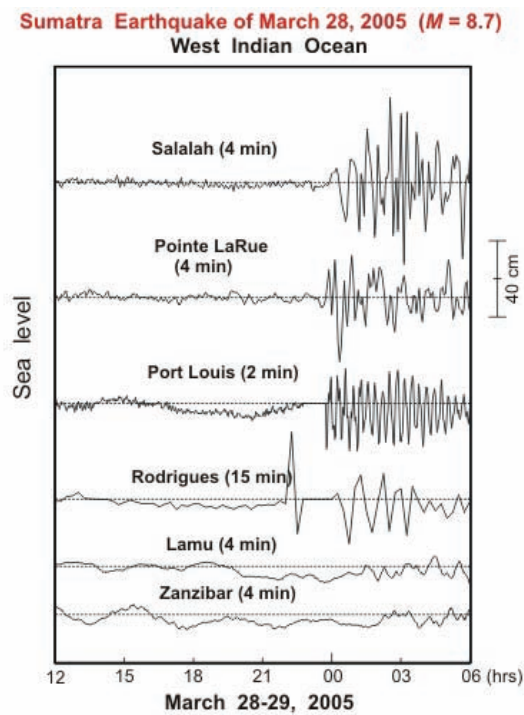 Sumatra Earthquake of March 28, 2005 (M = 8.7)
West Indian Ocean
Salalah (4 min)
Pointe LaRue
(4 min)
40 cm
Sea level
Port Louis (2 min)
Rodrigues (15 min)
Lamu (4 min)
Zanzibar (4 min)
12 15 18 21 00 03 06 (hrs)
March 28-29, 2005